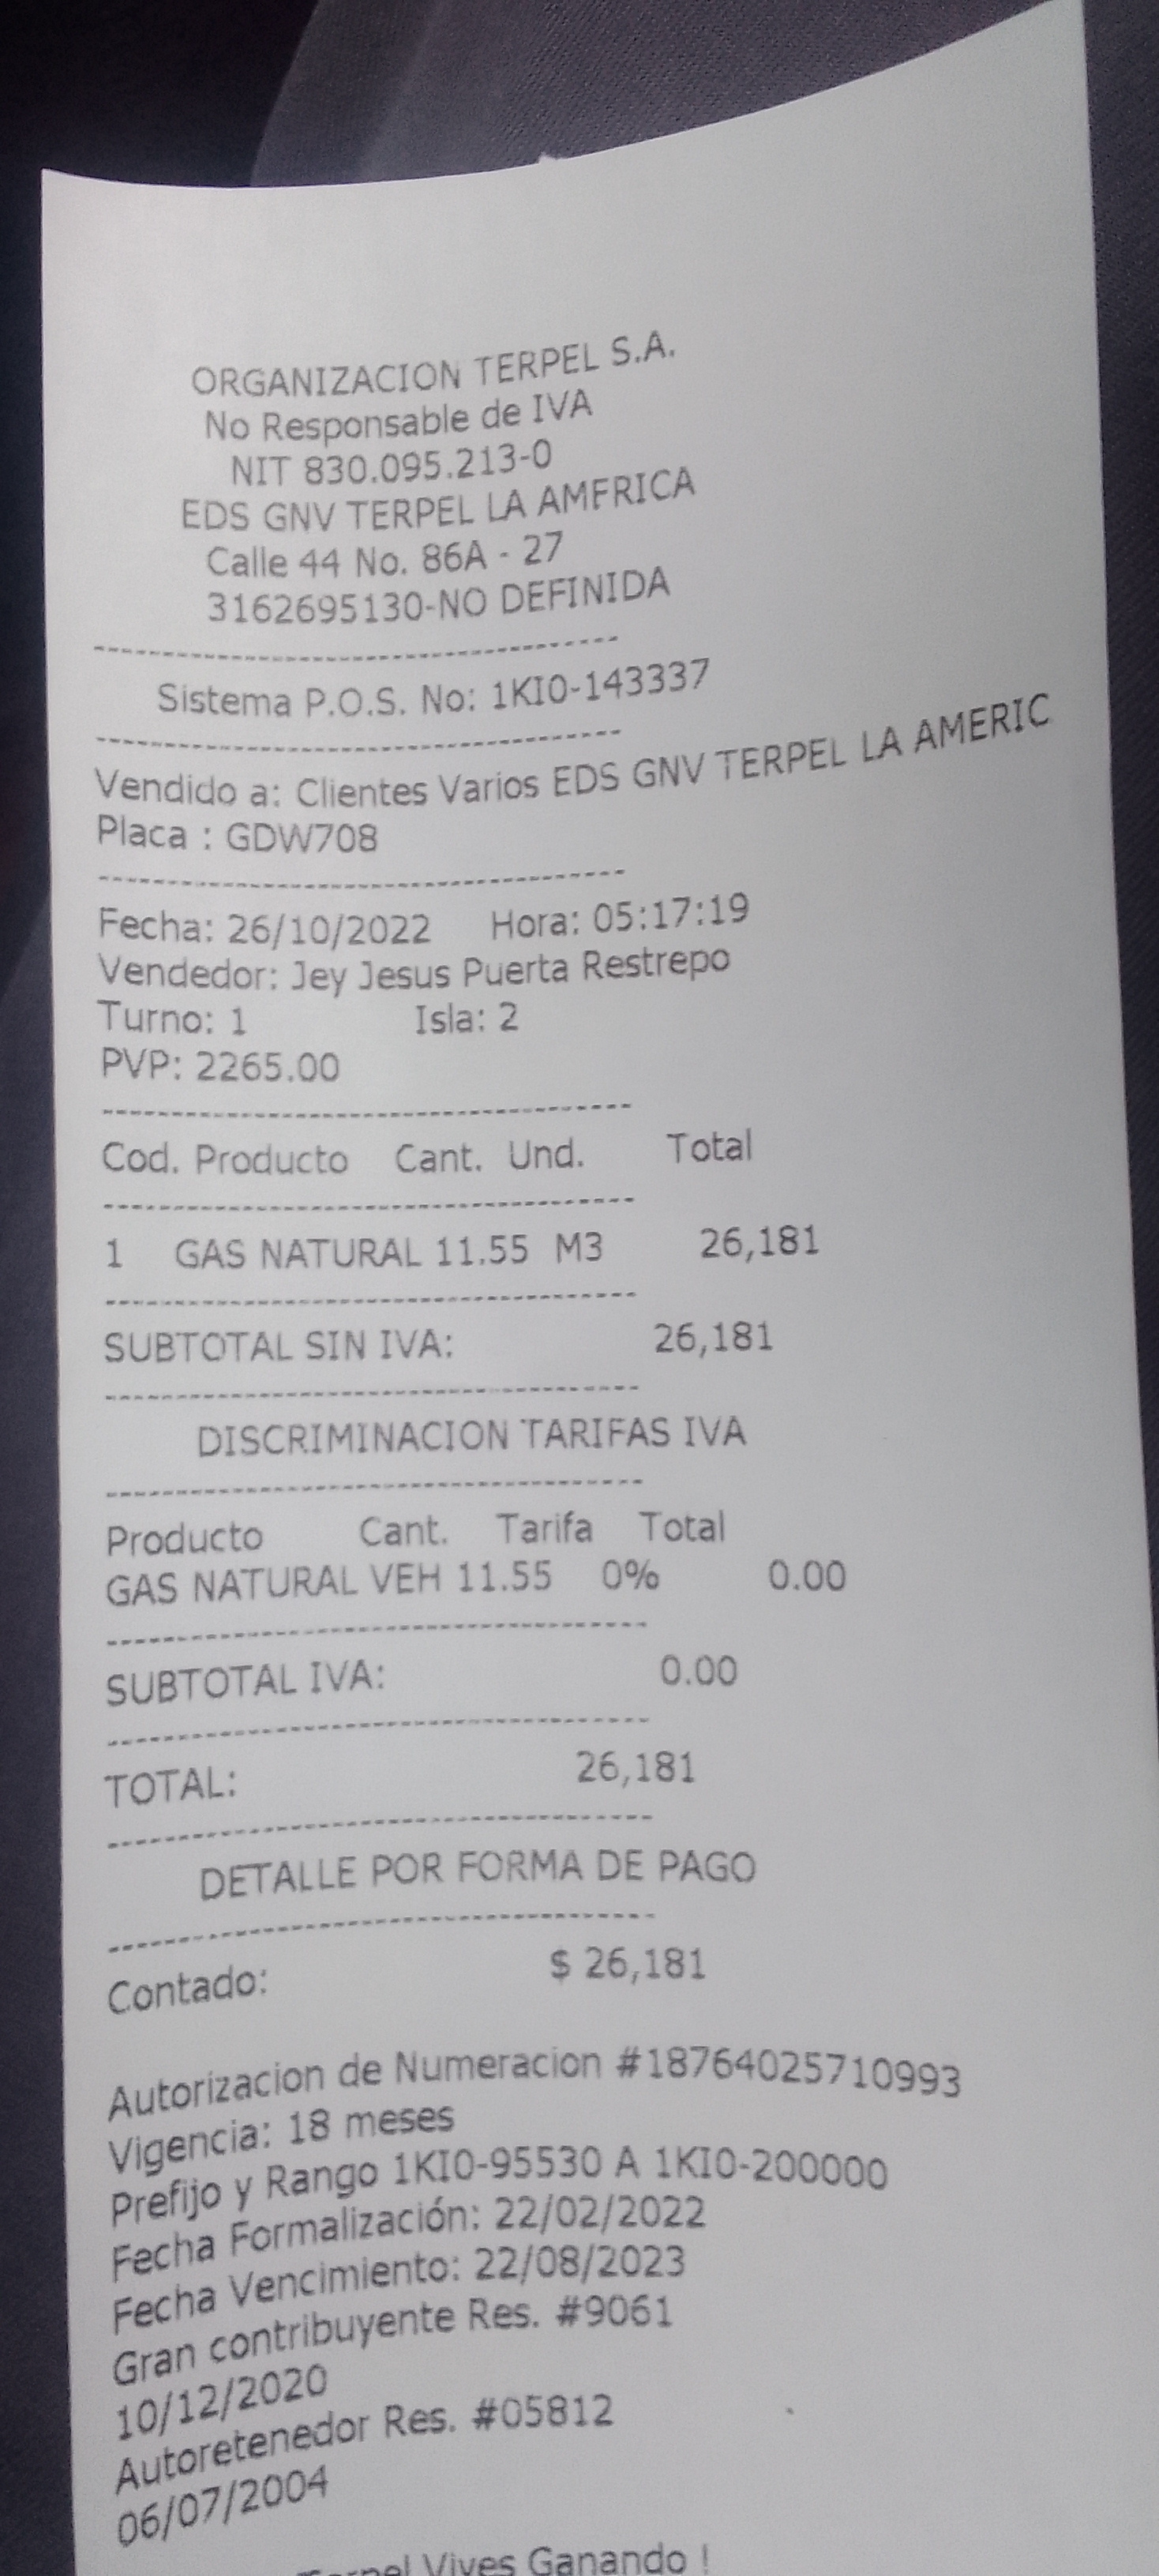 ORGANIZACION TERPEL S.A.
No Responsable de IVA
NIT 830.095.213-0
EDS GNV TERPEL LA AMERICA
Calle 44 No. 86A - 27
3162695130-NO DEFINIDA
Sistema P.O.S. No: 1KI0-143337
Vendido a: Clientes Varios EDS GNV TERPEL LA AMERIC
Placa : GDW708
Fecha: 26/10/2022 Hora: 05:17:19
Vendedor: Jey Jesus Puerta Restrepo
Turno: 1 Isla: 2
PVP: 2265.00
Cod. Producto Cant. Und. Total
1 GAS NATURAL 11.55 M3 26,181
SUBTOTAL SIN IVA: 26,181
DISCRIMINACION TARIFAS IVA
Producto Cant. Tarifa Total
GAS NATURAL VEH 11.55 0% 0.00
SUBTOTAL IVA: 0.00
TOTAL: 26,181
DETALLE POR FORMA DE PAGO
Contado: $ 26,181
Autorizacion de Numeracion #18764025710993
Vigencia: 18 meses
Prefijo y Rango 1KI0-95530 A 1KI0-200000
Fecha Formalización: 22/02/2022
Fecha Vencimiento: 22/08/2023
Gran contribuyente Res. #9061
10/12/2020
Autoretenedor Res. #05812
06/07/2004
Terpel Vives Ganando !